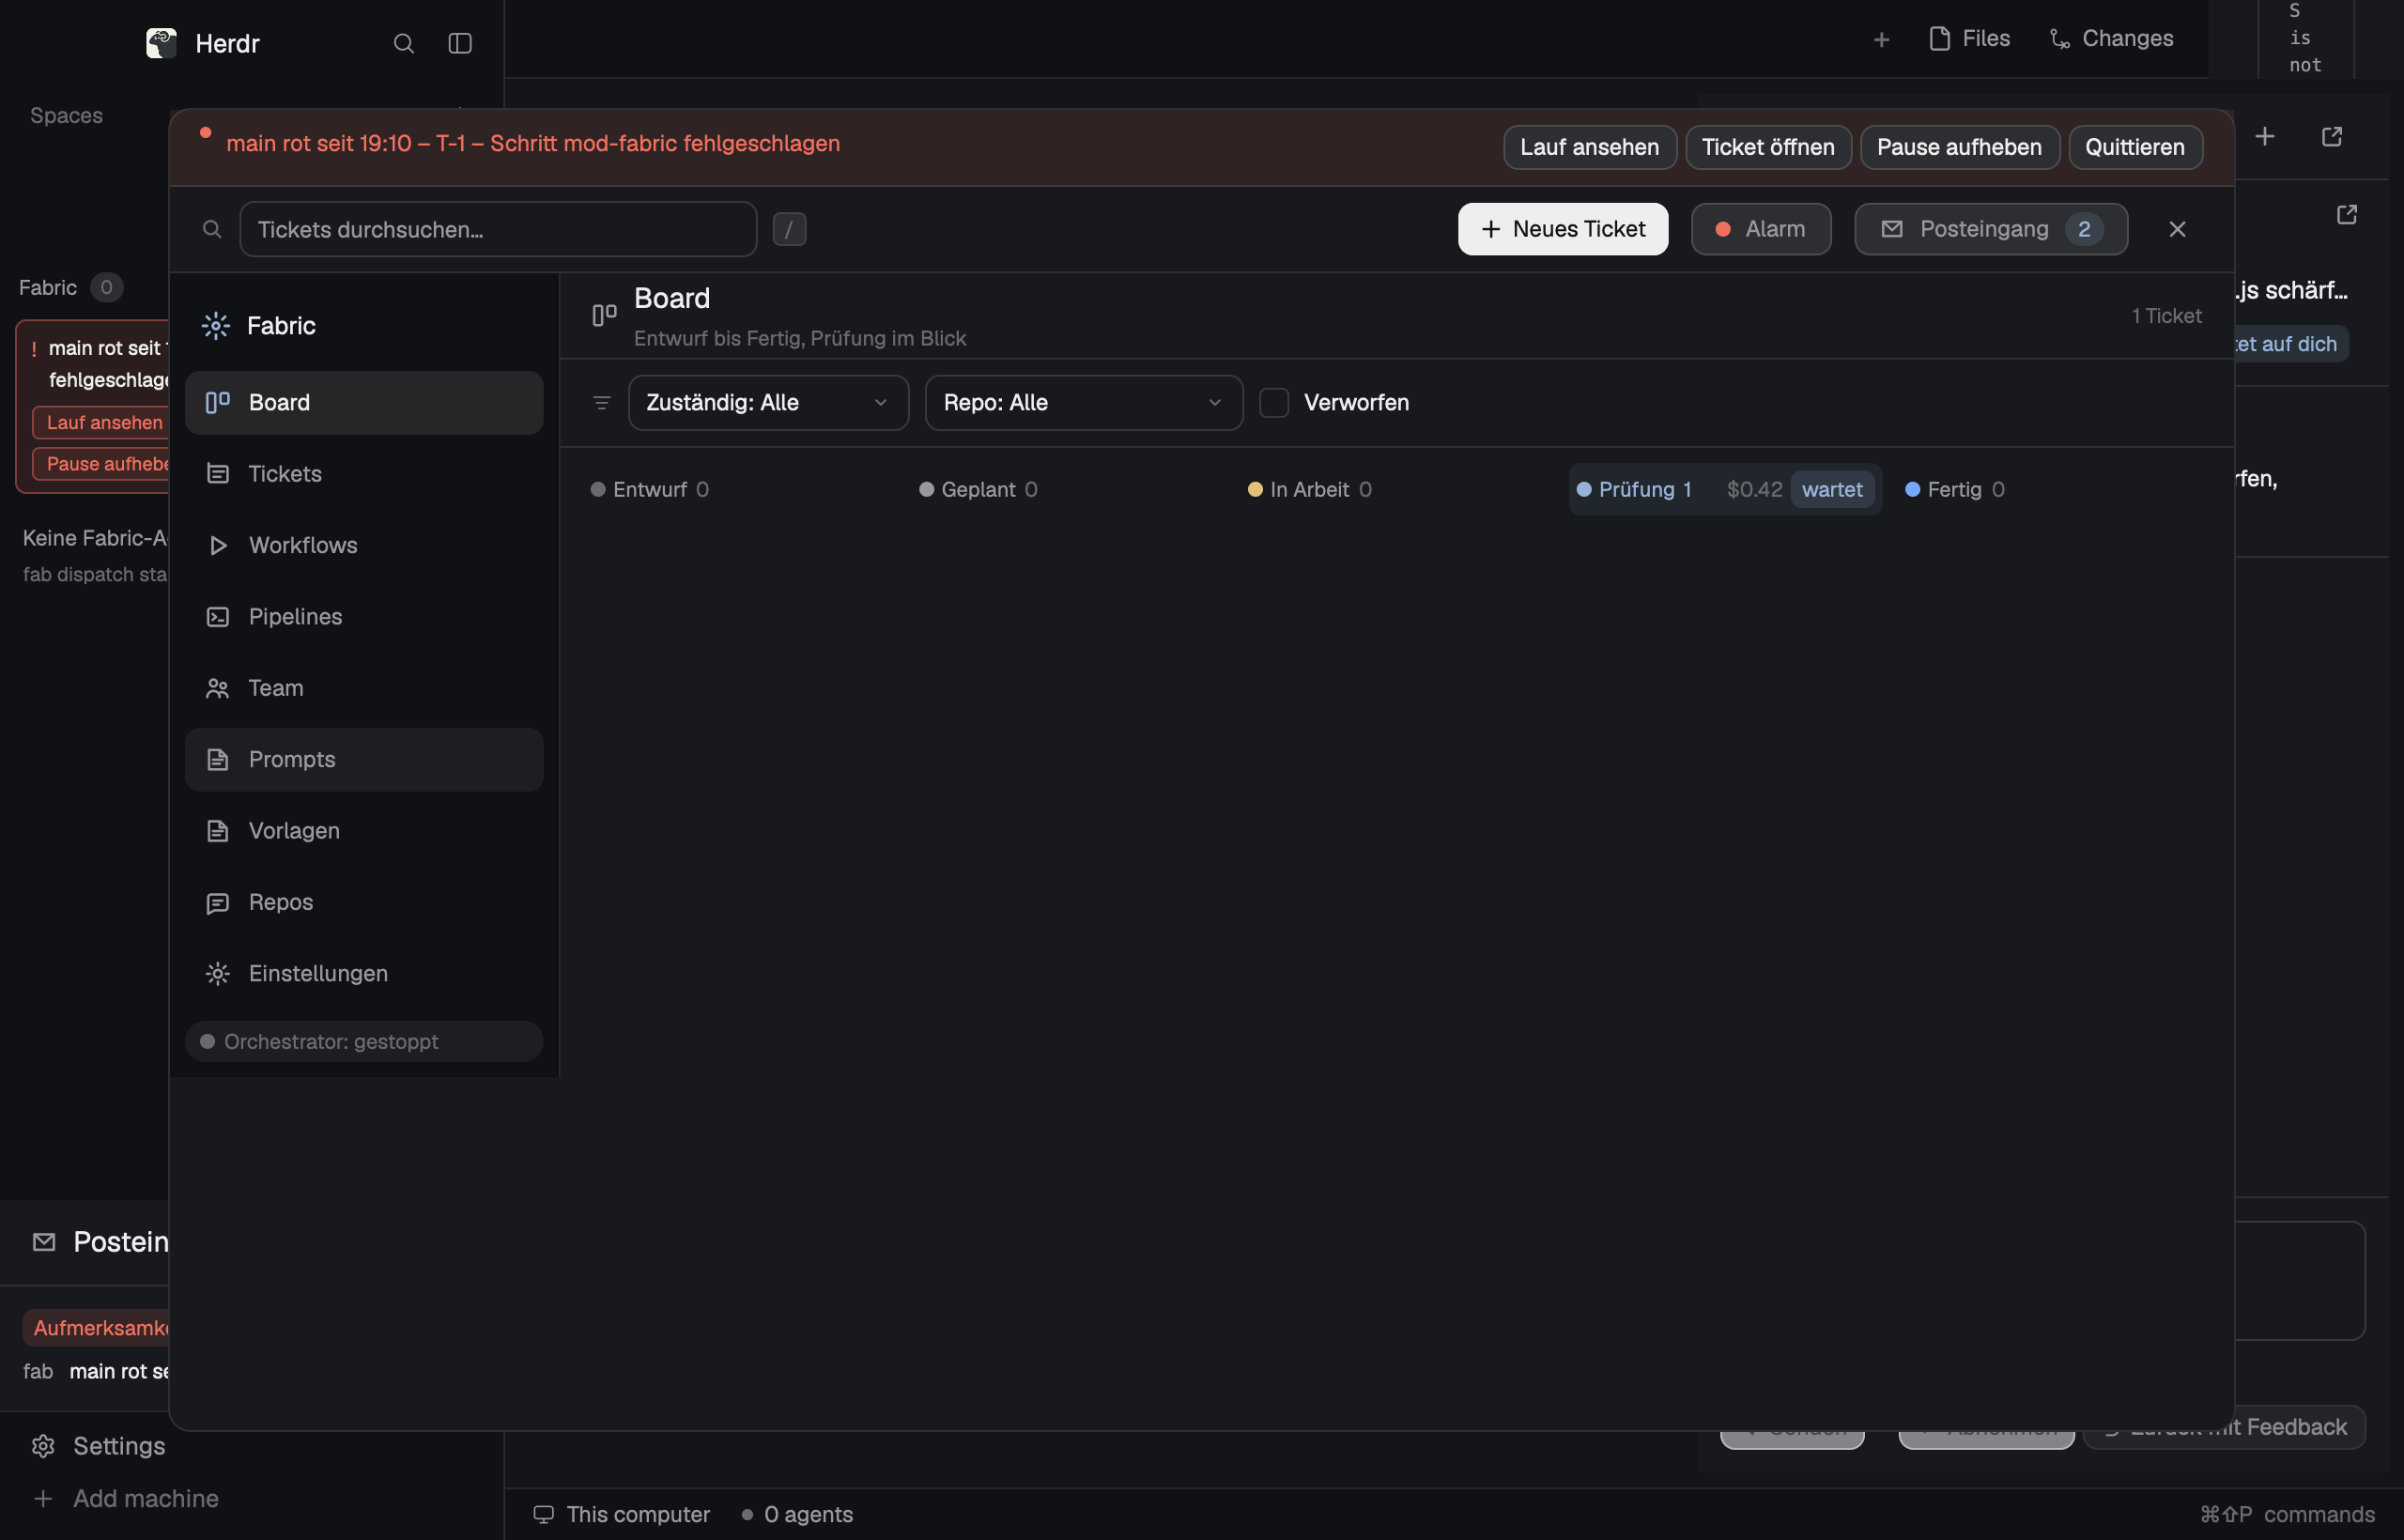 Herdr
Files
Changes
S
is
not
Spaces
main rot seit 19:10 – T-1 – Schritt mod-fabric fehlgeschlagen
Lauf ansehen
Ticket öffnen
Pause aufheben
Quittieren
Tickets durchsuchen...
/
Neues Ticket
Alarm
Posteingang 2
Fabric 0
! main rot seit
fehlgeschlage
Lauf ansehen
Pause aufhebe
Keine Fabric-A
fab dispatch sta
Fabric
Board
Tickets
Workflows
Pipelines
Team
Prompts
Vorlagen
Repos
Einstellungen
Orchestrator: gestoppt
Board
Entwurf bis Fertig, Prüfung im Blick
1 Ticket
Zuständig: Alle
Repo: Alle
Verworfen
Entwurf 0
Geplant 0
In Arbeit 0
Prüfung 1 $0.42 wartet
Fertig 0
.js schärf...
et auf dich
fen,
Postein
Aufmerksamke
fab main rot se
Settings
Add machine
Zurück mit Feedback
This computer
0 agents
⌘⇧P commands